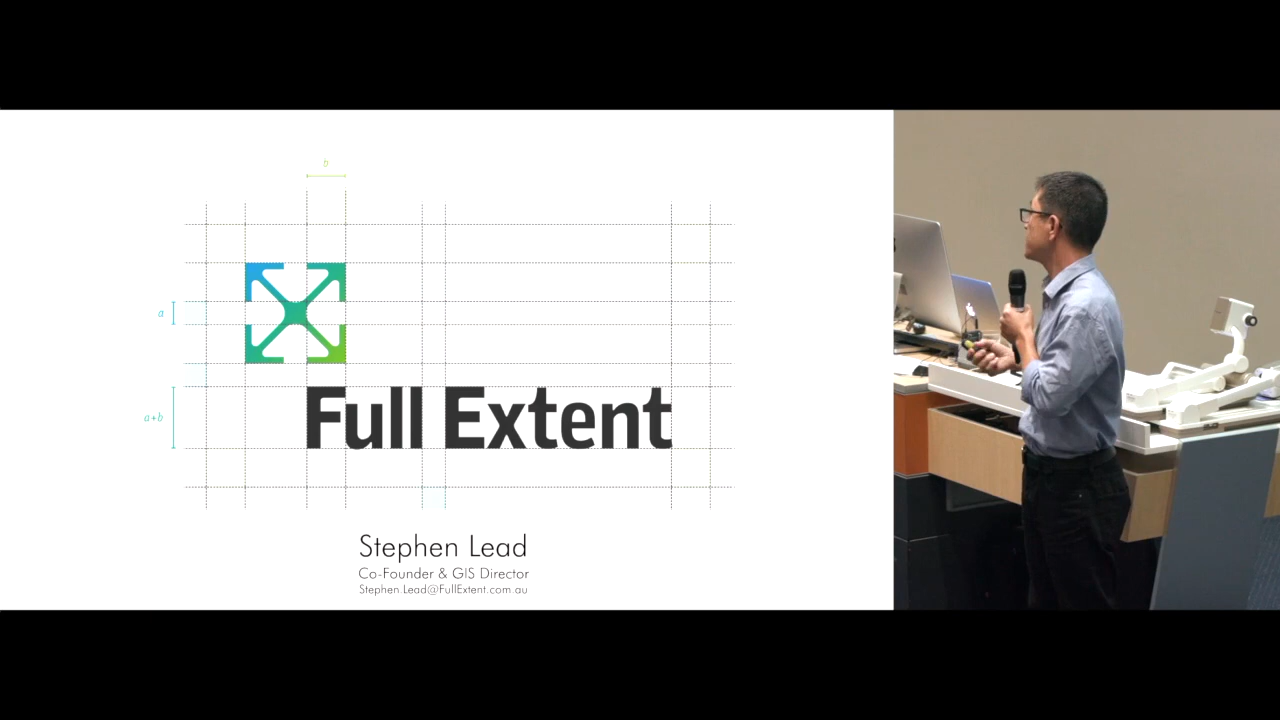 b
a
a+b
Full Extent
Stephen Lead
Co-Founder & GIS Director
Stephen.Lead@FullExtent.com.au